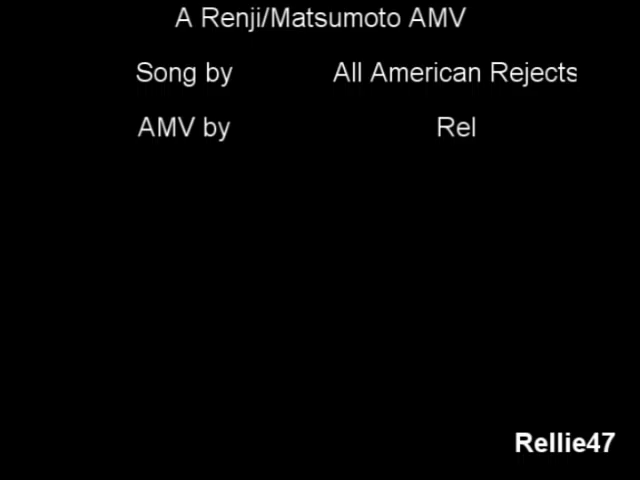 A Renji/Matsumoto AMV
Song by All American Rejects
AMV by Rel
Rellie47